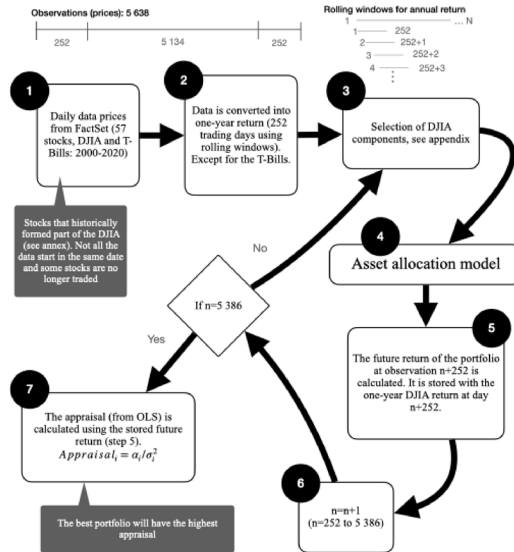 Observations (prices): 5 638
252
5 134
252
Rolling windows for annual return
1 ... N
1 252
2 252+1
3 252+2
4 252+3
1
Daily data prices
from FactSet (57
stocks, DJIA and T-
Bills: 2000-2020)
2
Data is converted into
one-year return (252
trading days using
rolling windows).
Except for the T-Bills.
3
Selection of DJIA
components, see appendix
Stocks that historically
formed part of the DJIA
(see annex). Not all the
data start in the same date
and some stocks are no
longer traded
4
Asset allocation model
No
If n=5 386
Yes
5
The future return of the portfolio
at observation n+252 is
calculated. It is stored with the
one-year DJIA return at day
n+252.
6
n=n+1
(n=252 to 5 386)
7
The appraisal (from OLS) is
calculated using the stored future
return (step 5).
Appraisalᵢ = αᵢ/σᵢ²
The best portfolio will have the highest
appraisal